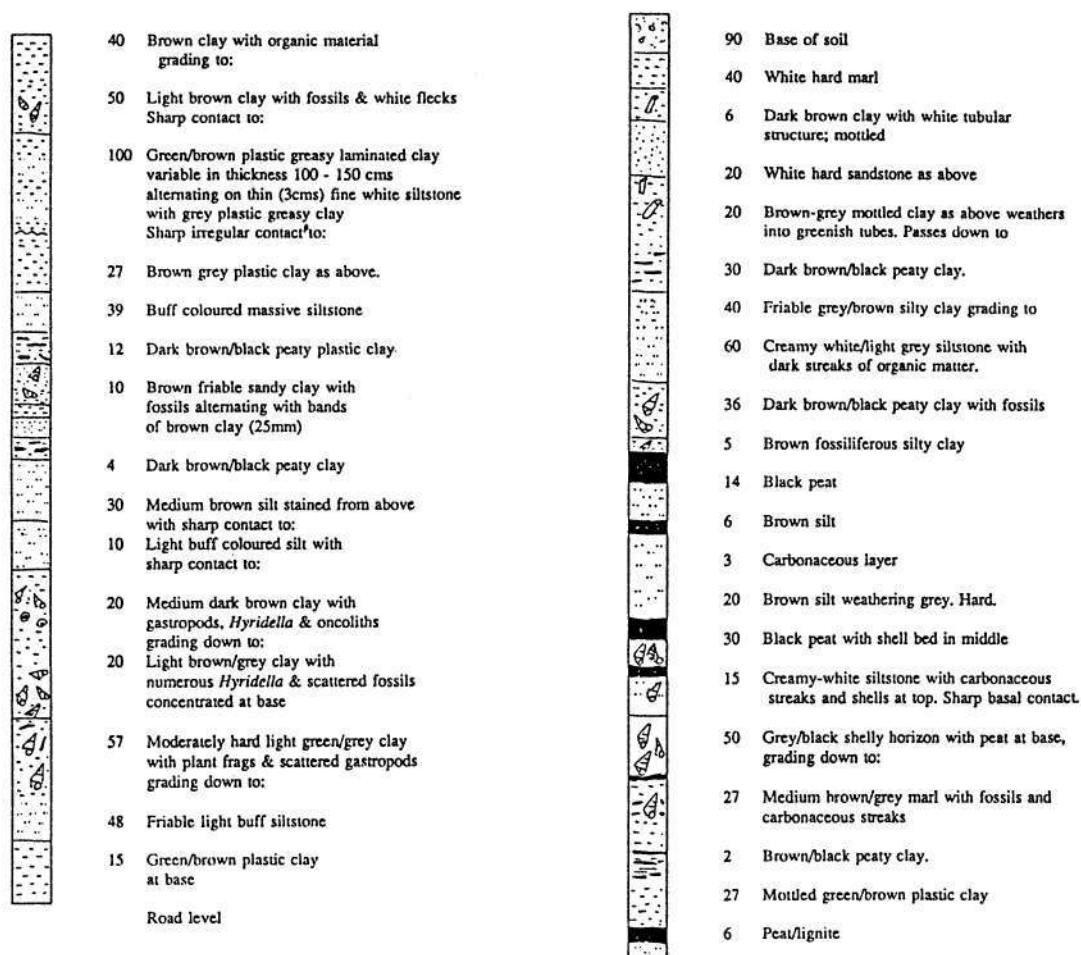 40 Brown clay with organic material
grading to:
50 Light brown clay with fossils & white flecks
Sharp contact to:
100 Green/brown plastic greasy laminated clay
variable in thickness 100 - 150 cms
alternating on thin (3cms) fine white siltstone
with grey plastic greasy clay
Sharp irregular contact to:
27 Brown grey plastic clay as above.
39 Buff coloured massive siltstone
12 Dark brown/black peaty plastic clay
10 Brown friable sandy clay with
fossils alternating with bands
of brown clay (25mm)
4 Dark brown/black peaty clay
30 Medium brown silt stained from above
with sharp contact to:
10 Light buff coloured silt with
sharp contact to:
20 Medium dark brown clay with
gastropods, Hyridella & oncoliths
grading down to:
20 Light brown/grey clay with
numerous Hyridella & scattered fossils
concentrated at base
57 Moderately hard light green/grey clay
with plant frags & scattered gastropods
grading down to:
48 Friable light buff siltstone
15 Green/brown plastic clay
at base
Road level
90 Base of soil
40 White hard marl
6 Dark brown clay with white tubular
structure; mottled
20 White hard sandstone as above
20 Brown-grey mottled clay as above weathers
into greenish tubes. Passes down to
30 Dark brown/black peaty clay.
40 Friable grey/brown silty clay grading to
60 Creamy white/light grey siltstone with
dark streaks of organic matter.
36 Dark brown/black peaty clay with fossils
5 Brown fossiliferous silty clay
14 Black peat
6 Brown silt
3 Carbonaceous layer
20 Brown silt weathering grey. Hard.
30 Black peat with shell bed in middle
15 Creamy-white siltstone with carbonaceous
streaks and shells at top. Sharp basal contact.
50 Grey/black shelly horizon with peat at base,
grading down to:
27 Medium brown/grey marl with fossils and
carbonaceous streaks
2 Brown/black peaty clay.
27 Mottled green/brown plastic clay
6 Peat/lignite